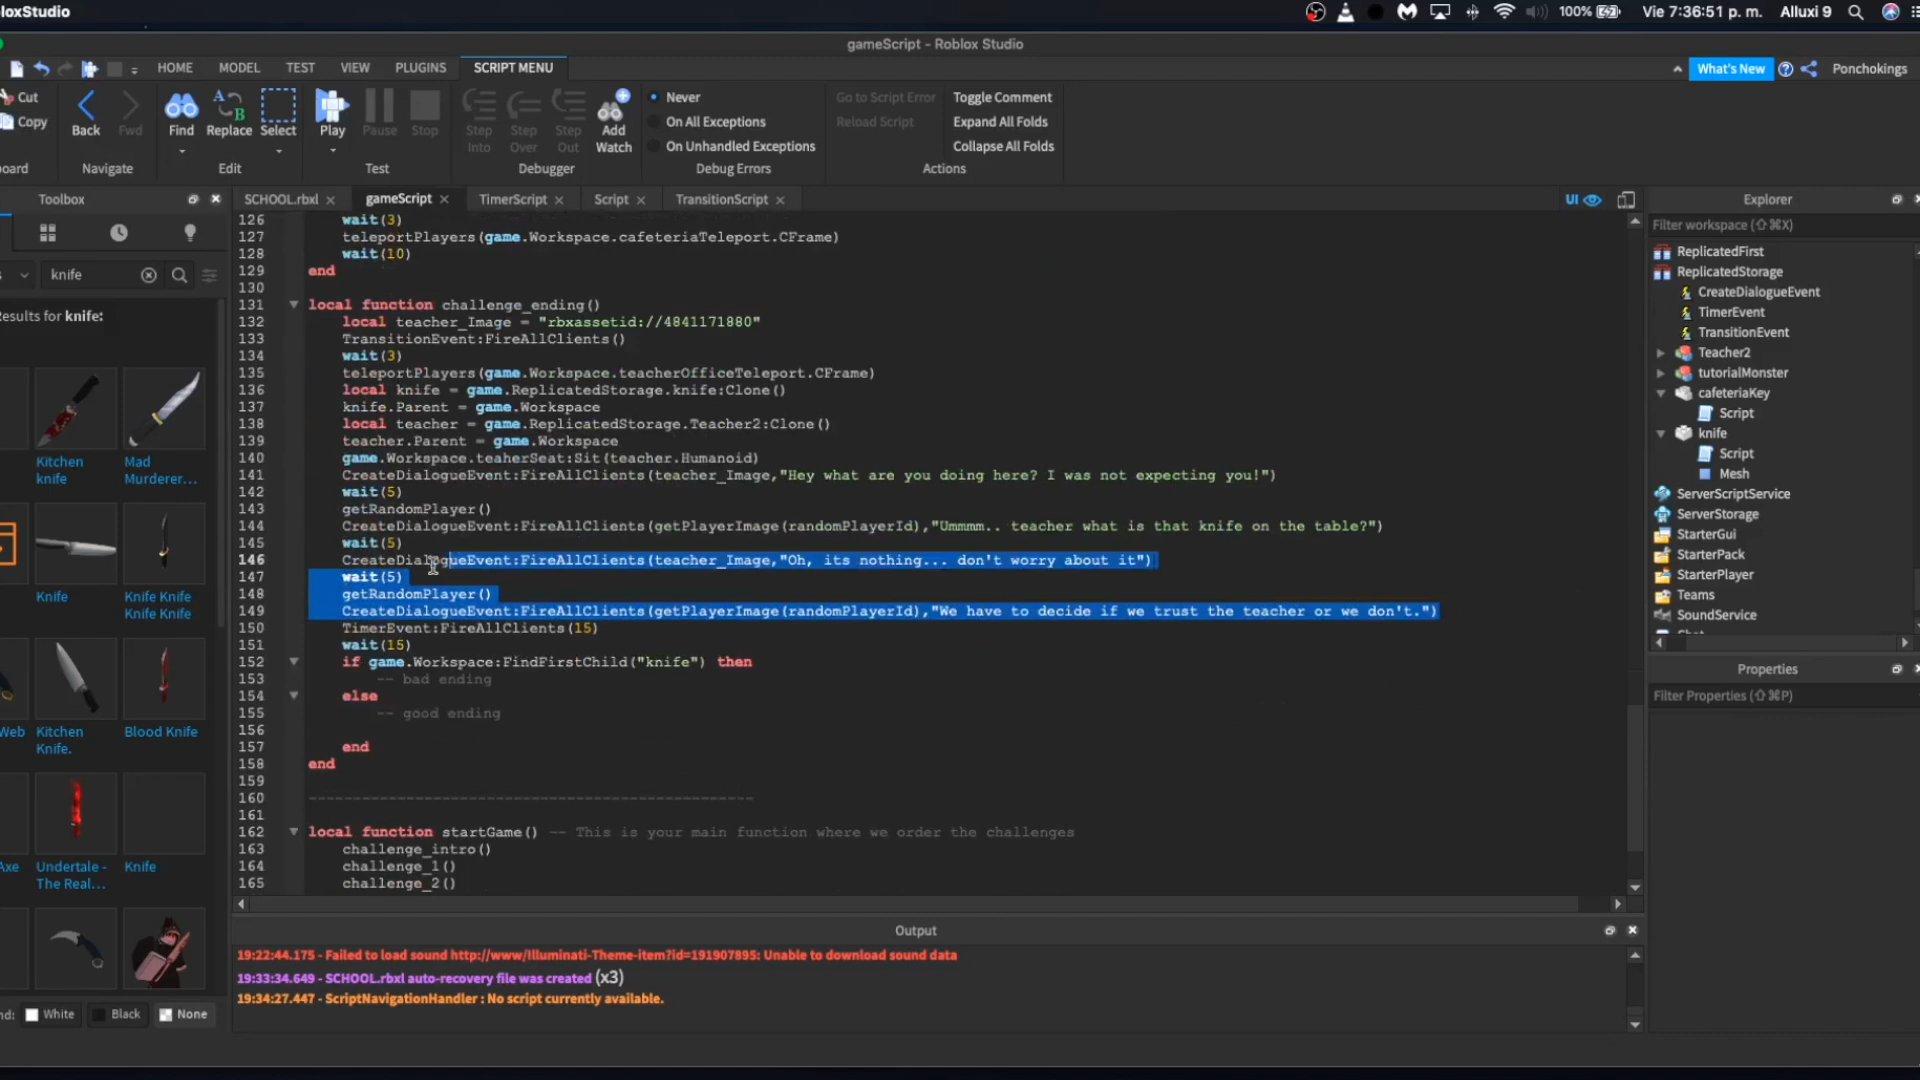 bloxStudio
100%
Vie 7:36:51 p. m.
Alluxi 9
gameScript - Roblox Studio
HOME
MODEL
TEST
VIEW
PLUGINS
SCRIPT MENU
What's New
Ponchokings
Cut
Copy
Back
Fwd
Find
Replace
Select
Play
Pause
Stop
Step Into
Step Over
Step Out
Add Watch
Never
On All Exceptions
On Unhandled Exceptions
Go to Script Error
Reload Script
Toggle Comment
Expand All Folds
Collapse All Folds
board
Navigate
Edit
Test
Debugger
Debug Errors
Actions
Toolbox
SCHOOL.rbxl
gameScript
TimerScript
Script
TransitionScript
UI
Explorer
Filter workspace (⇧⌘X)
knife
esults for knife:
Kitchen knife
Mad Murderer...
Knife
Knife Knife Knife Knife
Web
Kitchen Knife.
Blood Knife
Axe
Undertale - The Real...
Knife
nd:
White
Black
None
126 wait(3)
127 teleportPlayers(game.Workspace.cafeteriaTeleport.CFrame)
128 wait(10)
129 end
130
131 local function challenge_ending()
132 local teacher_Image = "rbxassetid://4841171880"
133 TransitionEvent:FireAllClients()
134 wait(3)
135 teleportPlayers(game.Workspace.teacherOfficeTeleport.CFrame)
136 local knife = game.ReplicatedStorage.knife:Clone()
137 knife.Parent = game.Workspace
138 local teacher = game.ReplicatedStorage.Teacher2:Clone()
139 teacher.Parent = game.Workspace
140 game.Workspace.teaherSeat:Sit(teacher.Humanoid)
141 CreateDialogueEvent:FireAllClients(teacher_Image,"Hey what are you doing here? I was not expecting you!")
142 wait(5)
143 getRandomPlayer()
144 CreateDialogueEvent:FireAllClients(getPlayerImage(randomPlayerId),"Ummmm.. teacher what is that knife on the table?")
145 wait(5)
146 CreateDialogueEvent:FireAllClients(teacher_Image,"Oh, its nothing... don't worry about it")
147 wait(5)
148 getRandomPlayer()
149 CreateDialogueEvent:FireAllClients(getPlayerImage(randomPlayerId),"We have to decide if we trust the teacher or we don't.")
150 TimerEvent:FireAllClients(15)
151 wait(15)
152 if game.Workspace:FindFirstChild("knife") then
153 -- bad ending
154 else
155 -- good ending
156
157 end
158 end
159
160 --------------------------------------------------
161
162 local function startGame() -- This is your main function where we order the challenges
163 challenge_intro()
164 challenge_1()
165 challenge_2()
ReplicatedFirst
ReplicatedStorage
CreateDialogueEvent
TimerEvent
TransitionEvent
Teacher2
tutorialMonster
cafeteriaKey
Script
knife
Script
Mesh
ServerScriptService
ServerStorage
StarterGui
StarterPack
StarterPlayer
Teams
SoundService
Properties
Filter Properties (⇧⌘P)
Output
19:22:44.175 - Failed to load sound http://www/Illuminati-Theme-item?id=191907895: Unable to download sound data
19:33:34.649 - SCHOOL.rbxl auto-recovery file was created (x3)
19:34:27.447 - ScriptNavigationHandler : No script currently available.